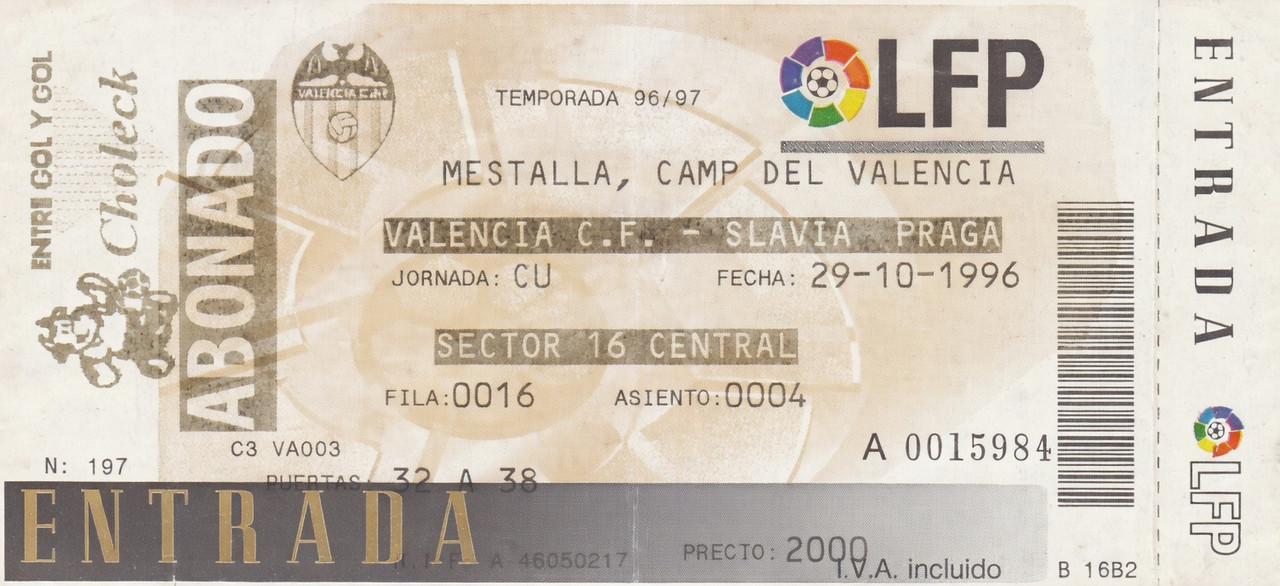 ENTRI GOL Y GOL
Choleck
ABONADO
VALENCIA C.F.
TEMPORADA 96/97
LFP
MESTALLA, CAMP DEL VALENCIA
VALENCIA C.F. - SLAVIA PRAGA
JORNADA: CU FECHA: 29-10-1996
SECTOR 16 CENTRAL
FILA:0016 ASIENTO:0004
C3 VA003
A 0015984
N: 197
PUERTAS: 32 A 38
ENTRADA
N.I.F. A 46050217
PRECIO: 2000
I.V.A. incluido
B 16B2
ENTRADA
LFP